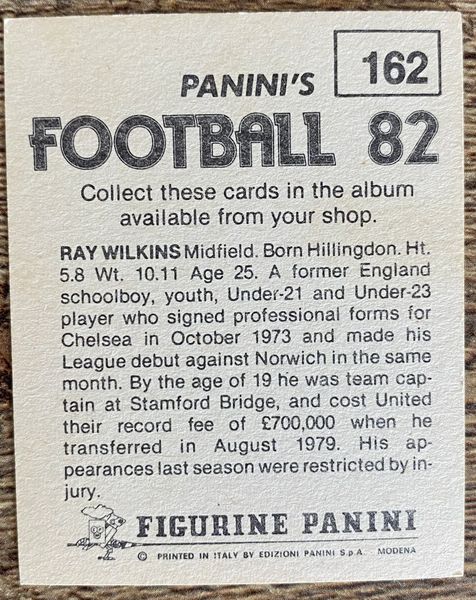 162
PANINI'S
FOOTBALL 82
Collect these cards in the album
available from your shop.
RAY WILKINS Midfield. Born Hillingdon. Ht.
5.8 Wt. 10.11 Age 25. A former England
schoolboy, youth, Under-21 and Under-23
player who signed professional forms for
Chelsea in October 1973 and made his
League debut against Norwich in the same
month. By the age of 19 he was team cap-
tain at Stamford Bridge, and cost United
their record fee of £700,000 when he
transferred in August 1979. His ap-
pearances last season were restricted by in-
jury.
FIGURINE PANINI
© PRINTED IN ITALY BY EDIZIONI PANINI S.p.A. MODENA